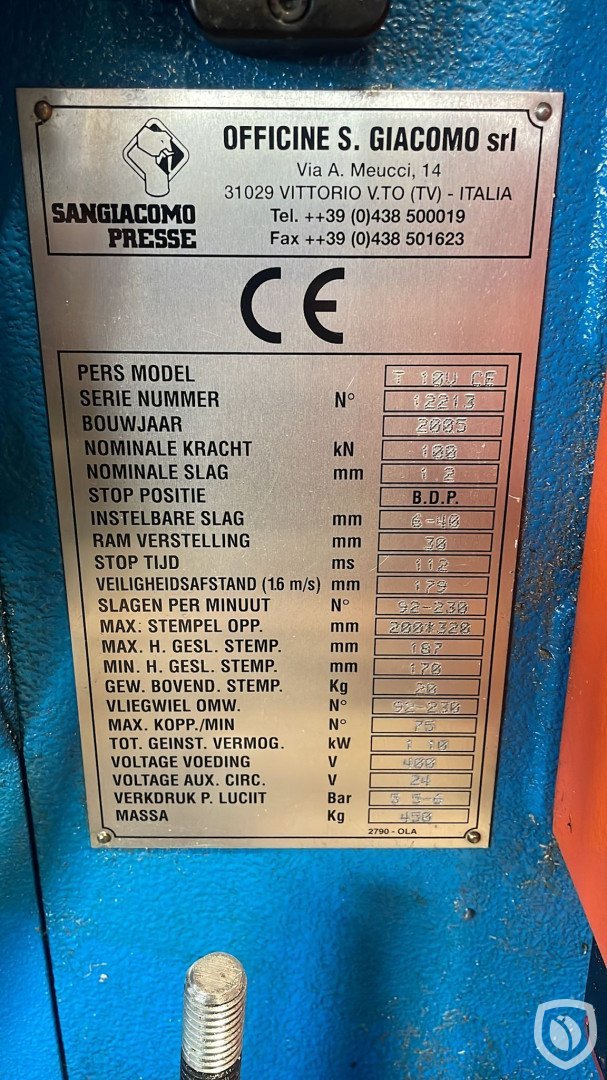 OFFICINE S. GIACOMO srl
Via A. Meucci, 14
31029 VITTORIO V.TO (TV) - ITALIA
Tel. ++39 (0)438 500019
Fax ++39 (0)438 501623
SANGIACOMO
PRESSE
CE
PERS MODEL T 10V CE
SERIE NUMMER N° 12213
BOUWJAAR 2005
NOMINALE KRACHT kN 100
NOMINALE SLAG mm 1.2
STOP POSITIE B.D.P.
INSTELBARE SLAG mm 6-40
RAM VERSTELLING mm 30
STOP TIJD ms 112
VEILIGHEIDSAFSTAND (1.6 m/s) mm 179
SLAGEN PER MINUUT N° 92-230
MAX. STEMPEL OPP. mm 200*320
MAX. H. GESL. STEMP. mm 187
MIN. H. GESL. STEMP. mm 170
GEW. BOVEND. STEMP. Kg 20
VLIEGWIEL OMW. N° 92-230
MAX. KOPP./MIN N° 75
TOT. GEINST. VERMOG. kW 1 10
VOLTAGE VOEDING V 400
VOLTAGE AUX. CIRC. V 24
VERKDRUK P. LUCIIT Bar 5 5-6
MASSA Kg 450
2790 - OLA